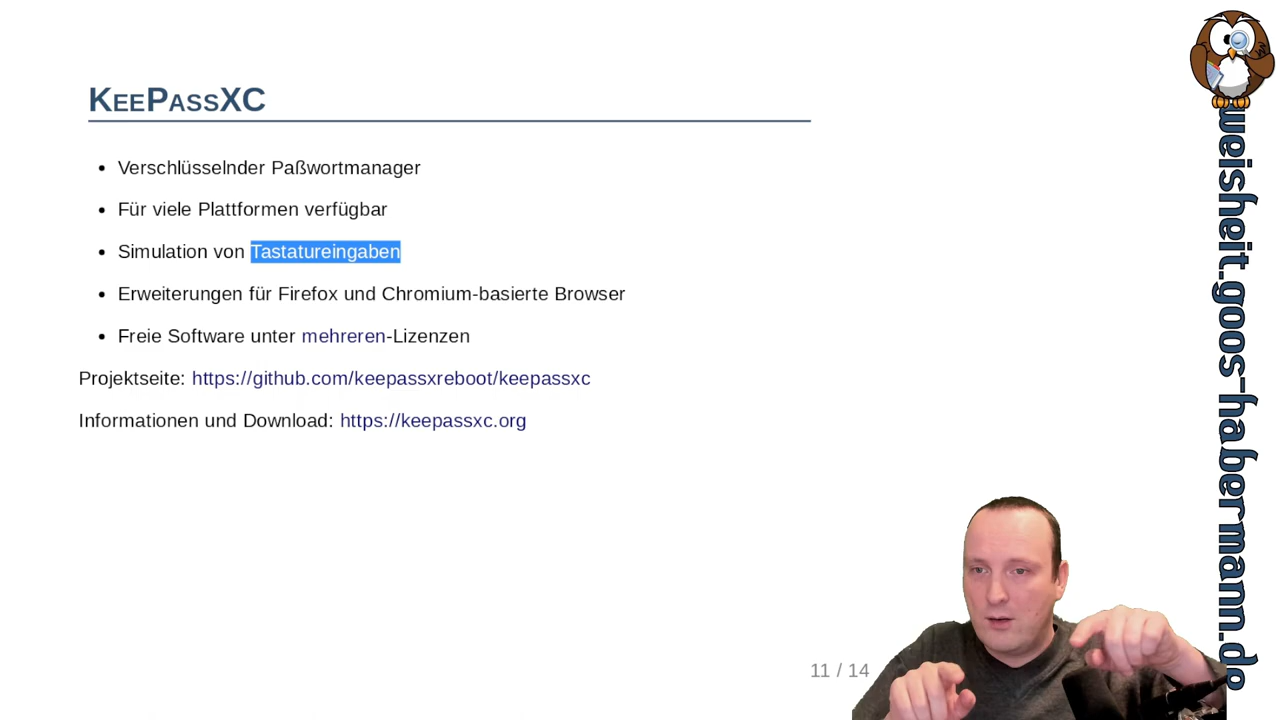 KeePassXC
• Verschlüsselnder Paßwortmanager
• Für viele Plattformen verfügbar
• Simulation von Tastatureingaben
• Erweiterungen für Firefox und Chromium-basierte Browser
• Freie Software unter mehreren-Lizenzen
Projektseite: https://github.com/keepassxreboot/keepassxc
Informationen und Download: https://keepassxc.org
11 / 14
weisheit.goos-habermann.de